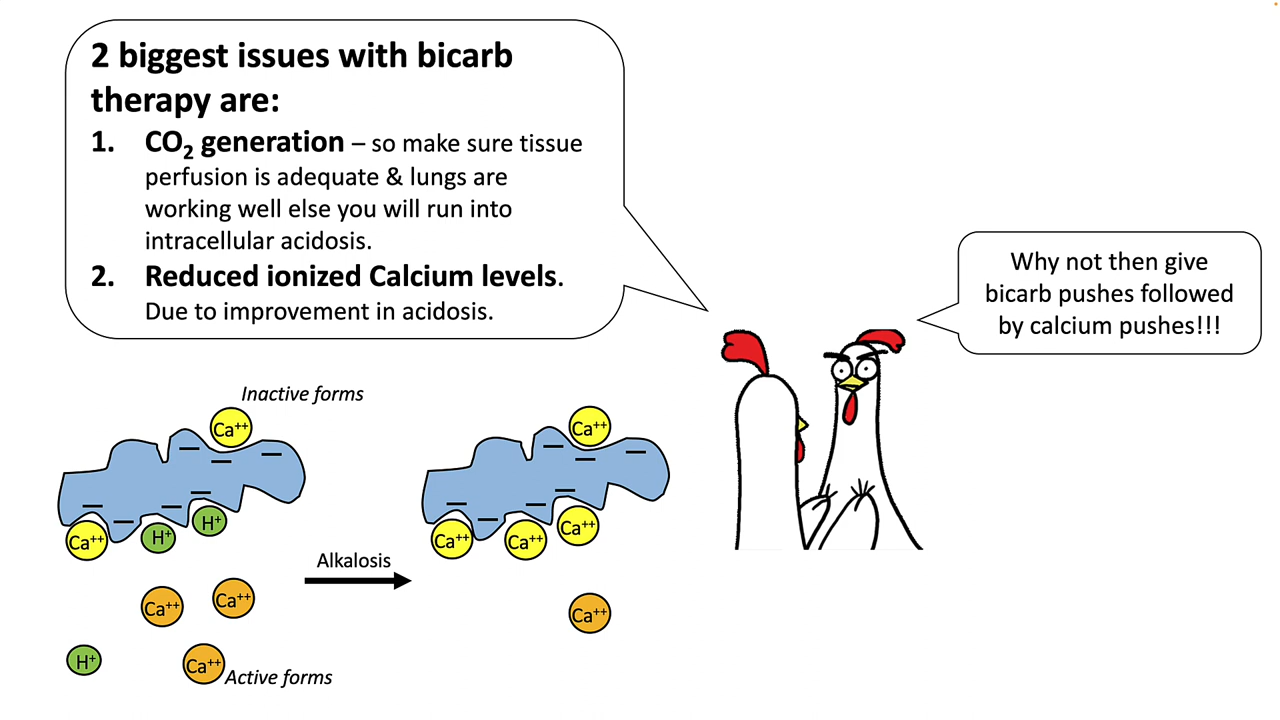 2 biggest issues with bicarb
therapy are:
1. CO₂ generation – so make sure tissue
perfusion is adequate & lungs are
working well else you will run into
intracellular acidosis.
2. Reduced ionized Calcium levels.
Due to improvement in acidosis.
Why not then give
bicarb pushes followed
by calcium pushes!!!
Inactive forms
Ca⁺⁺
H⁺
H⁺
Ca⁺⁺
Ca⁺⁺
Ca⁺⁺
H⁺
Ca⁺⁺
Active forms
Alkalosis
Ca⁺⁺
Ca⁺⁺
Ca⁺⁺
Ca⁺⁺
Ca⁺⁺